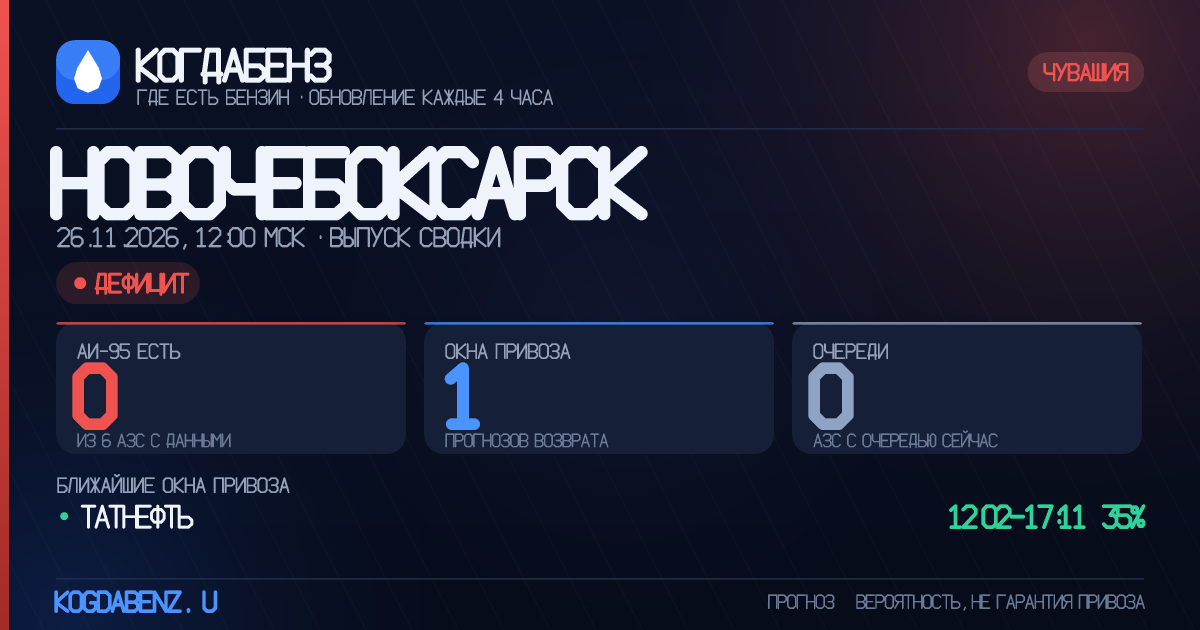 КОГДАБЕНЗ
ГДЕ ЕСТЬ БЕНЗИН · ОБНОВЛЕНИЕ КАЖДЫЕ 4 ЧАСА
ЧУВАШИЯ
НОВОЧЕБОКСАРСК
26.11.2026, 12:00 МСК · ВЫПУСК СВОДКИ
ДЕФИЦИТ
АИ-95 ЕСТЬ
0
ИЗ 6 АЗС С ДАННЫМИ
ОКНА ПРИВОЗА
1
ПРОГНОЗОВ ВОЗВРАТА
ОЧЕРЕДИ
0
АЗС С ОЧЕРЕДЬЮ СЕЙЧАС
БЛИЖАЙШИЕ ОКНА ПРИВОЗА
• ТАТНЕФТЬ
12:02–17:11 35%
KOGDABENZ. U
ПРОГНОЗ ВЕРОЯТНОСТЬ, НЕ ГАРАНТИЯ ПРИВОЗА